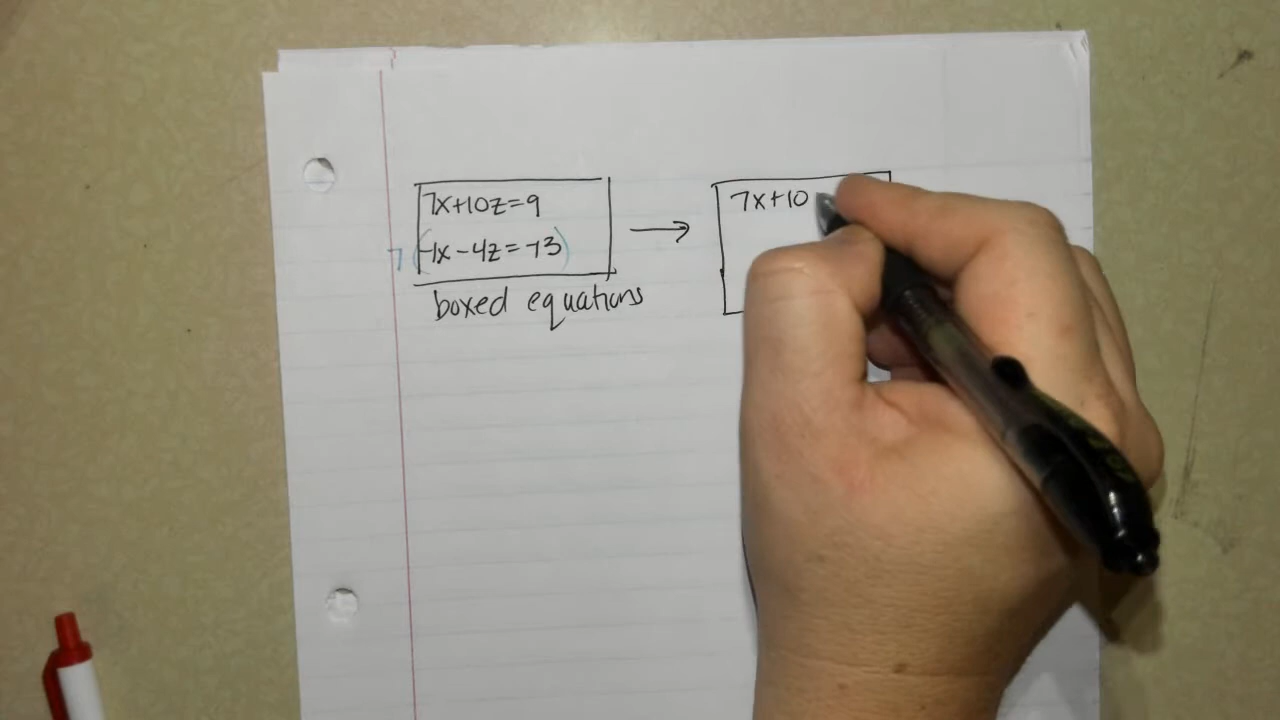 7x+10z=9
7(-1x-4z=-13)
boxed equations
→
7x+10